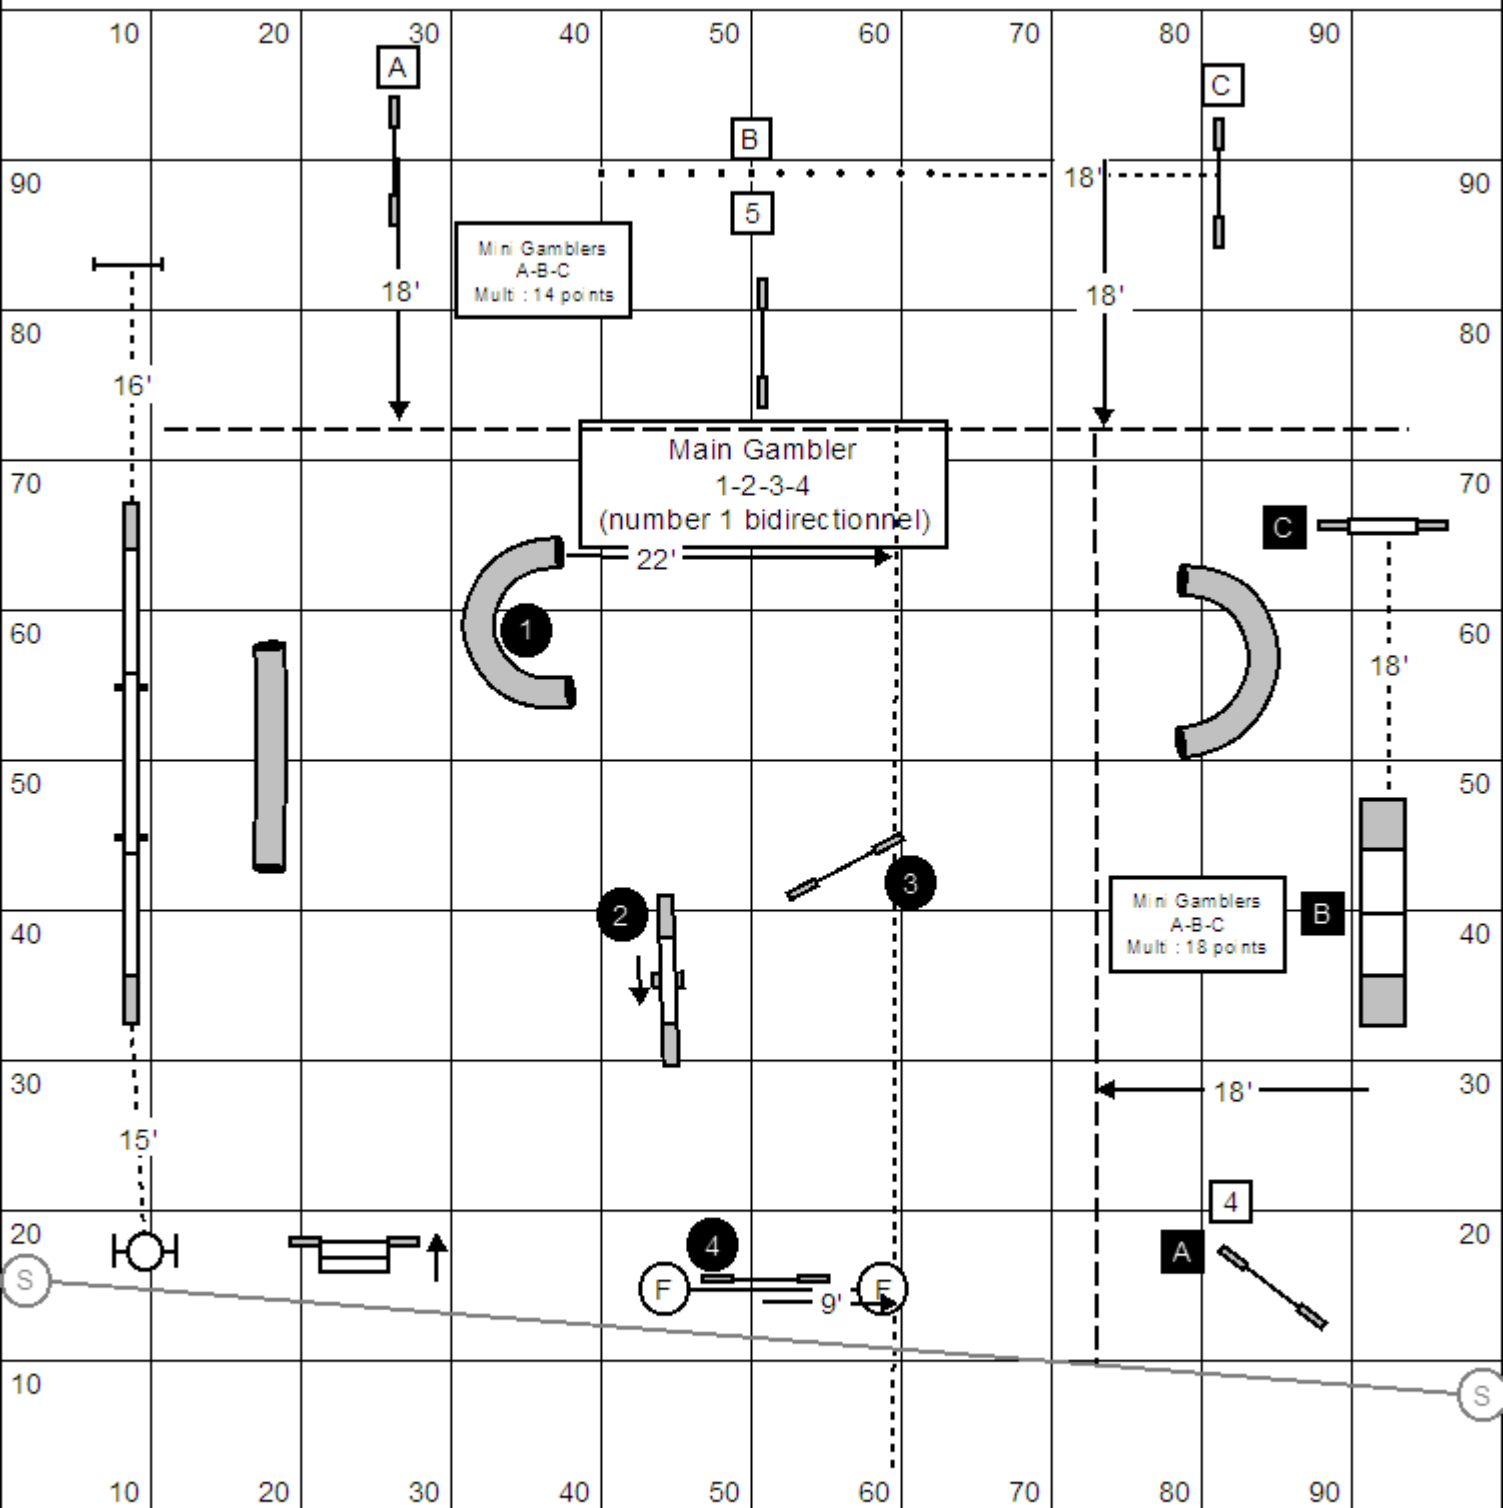 10 20 30 40 50 60 70 80 90
A
C
B
90 18' 90
5
Mini Gamblers
A-B-C
Multi : 14 points
18' 18'
80 80
16'
Main Gambler
1-2-3-4
(number 1 bidirectionnel)
70 70
C
22'
60 1 60
18'
50 50
3
2
Mini Gamblers
A-B-C
Multi : 18 points
B
40 40
30 30
18'
15'
4
20 20
4
A
S
F F
9'
10 10
S
10 20 30 40 50 60 70 80 90